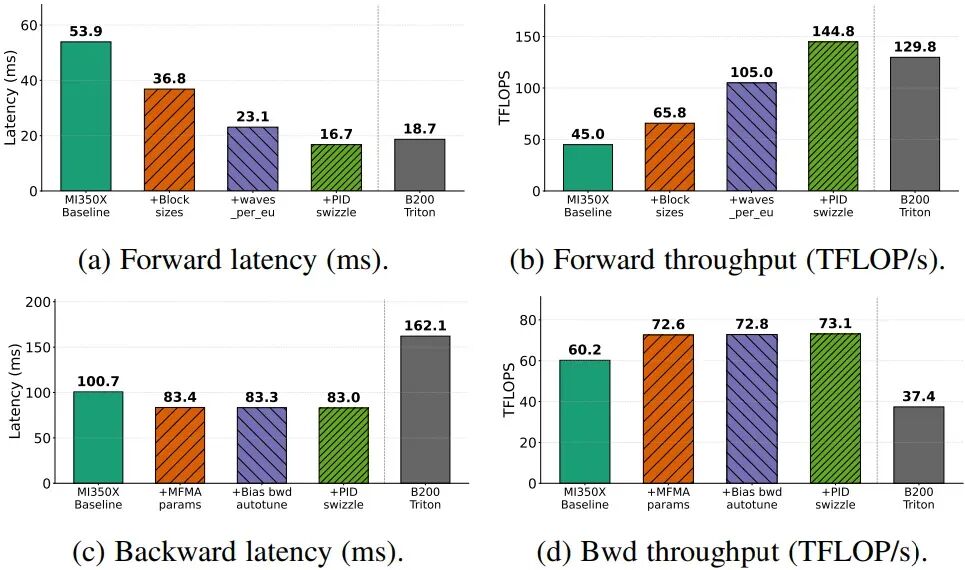 60
40
20
0
Latency (ms)
53.9
36.8
23.1
16.7
18.7
MI350X
Baseline
+Block
sizes
+waves
_per_eu
+PID
swizzle
B200
Triton
(a) Forward latency (ms).
150
100
50
0
TFLOPS
45.0
65.8
105.0
144.8
129.8
MI350X
Baseline
+Block
sizes
+waves
_per_eu
+PID
swizzle
B200
Triton
(b) Forward throughput (TFLOP/s).
200
150
100
50
0
Latency (ms)
100.7
83.4
83.3
83.0
162.1
MI350X
Baseline
+MFMA
params
+Bias bwd
autotune
+PID
swizzle
B200
Triton
(c) Backward latency (ms).
80
60
40
20
0
TFLOPS
60.2
72.6
72.8
73.1
37.4
MI350X
Baseline
+MFMA
params
+Bias bwd
autotune
+PID
swizzle
B200
Triton
(d) Bwd throughput (TFLOP/s).